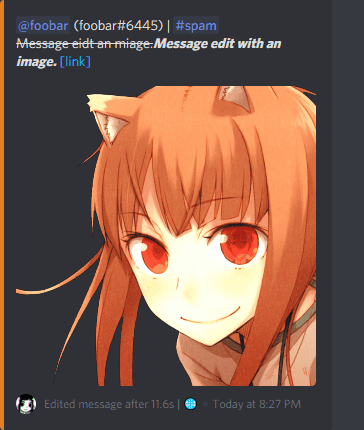 @foobar (foobar#6445) | #spam
Message eidt an miage.Message edit with an
image. [link]
Edited message after 11.6s | 🌐 • Today at 8:27 PM